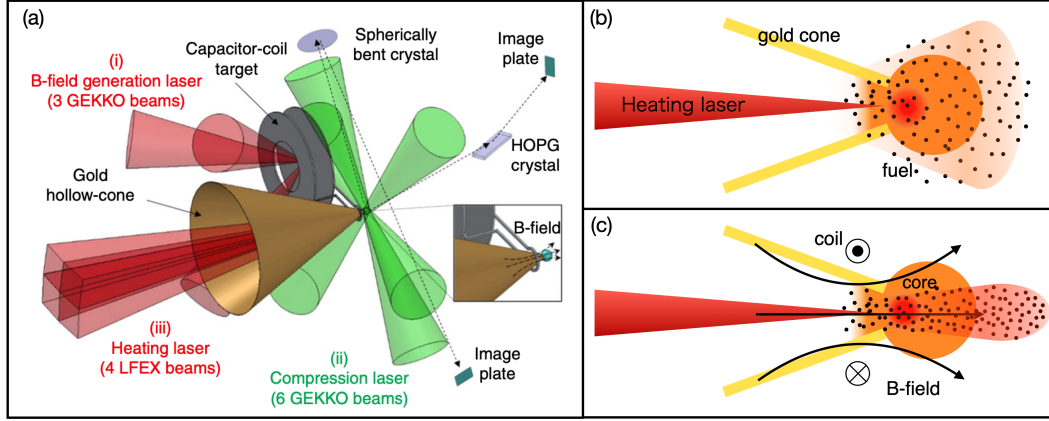 (a)
(i)
B-field generation laser
(3 GEKKO beams)
Capacitor-coil
target
Spherically
bent crystal
Image
plate
HOPG
crystal
Gold
hollow-cone
B-field
(iii)
Heating laser
(4 LFEX beams)
(ii)
Compression laser
(6 GEKKO beams)
Image
plate
(b)
gold cone
Heating laser
fuel
(c)
coil
core
B-field